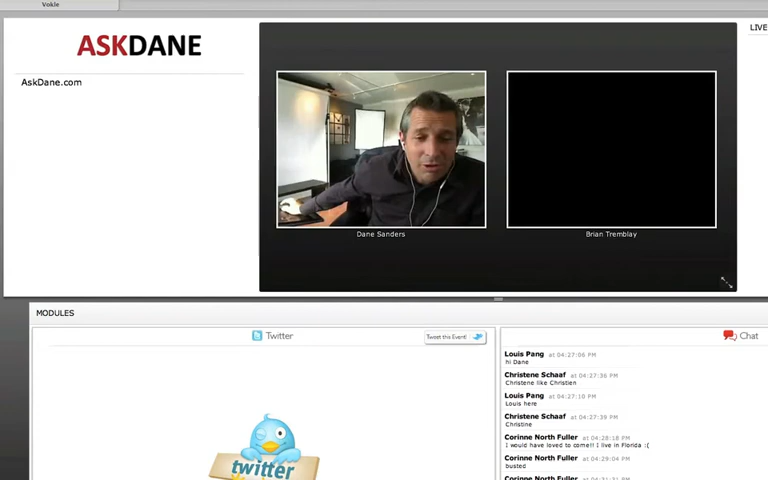 Vokle
ASKDANE
AskDane.com
LIVE
Dane Sanders
Brian Tremblay
MODULES
Twitter
Tweet this Event!
Chat
twitter
Louis Pang at 04:27:06 PM
hi Dane
Christene Schaaf at 04:27:36 PM
Christene like Christien
Louis Pang at 04:27:10 PM
Louis here
Christene Schaaf at 04:27:39 PM
Christine
Corinne North Fuller at 04:28:18 PM
I would have loved to come!! I live in Florida :(
Corinne North Fuller at 04:29:04 PM
busted
Corinne North Fuller